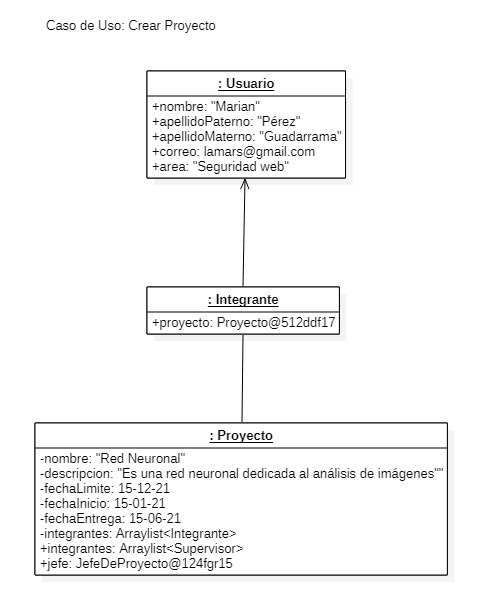 Caso de Uso: Crear Proyecto
: Usuario
+nombre: "Marian"
+apellidoPaterno: "Pérez"
+apellidoMaterno: "Guadarrama"
+correo: lamars@gmail.com
+area: "Seguridad web"
: Integrante
+proyecto: Proyecto@512ddf17
: Proyecto
-nombre: "Red Neuronal"
-descripcion: "Es una red neuronal dedicada al análisis de imágenes""
-fechaLimite: 15-12-21
-fechaInicio: 15-01-21
-fechaEntrega: 15-06-21
-integrantes: Arraylist<Integrante>
+integrantes: Arraylist<Supervisor>
+jefe: JefeDeProyecto@124fgr15